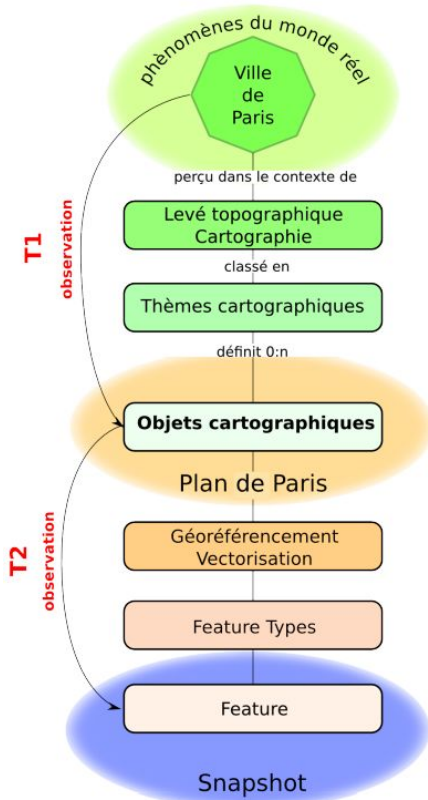 phènomènes du monde réel
Ville
de
Paris
perçu dans le contexte de
Levé topographique
Cartographie
classé en
Thèmes cartographiques
définit 0:n
T1
observation
Objets cartographiques
Plan de Paris
Géoréférencement
Vectorisation
T2
observation
Feature Types
Feature
Snapshot